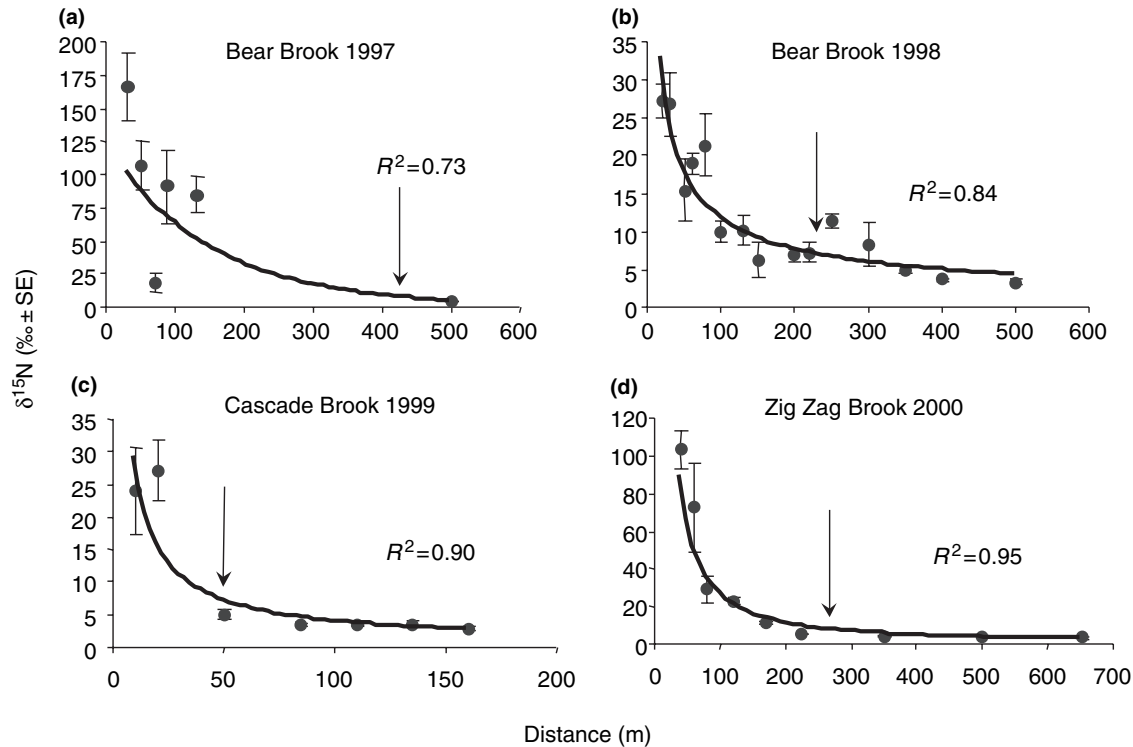 (a)
Bear Brook 1997
200
175
150
125
100
75
50
25
0
R²=0.73
0 100 200 300 400 500 600
(b)
Bear Brook 1998
35
30
25
20
15
10
5
0
R²=0.84
0 100 200 300 400 500 600
δ¹⁵N (‰ ± SE)
(c)
Cascade Brook 1999
35
30
25
20
15
10
5
0
R²=0.90
0 50 100 150 200
(d)
Zig Zag Brook 2000
120
100
80
60
40
20
0
R²=0.95
0 100 200 300 400 500 600 700
Distance (m)